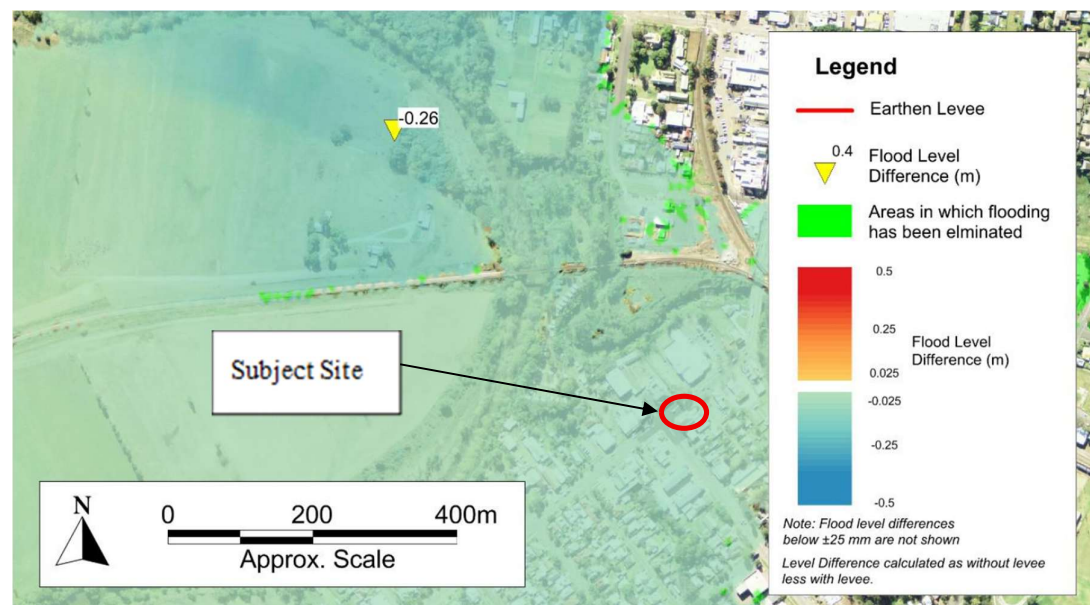 -0.26
Subject Site
N
0 200 400m
Approx. Scale
Legend
Earthen Levee
0.4
Flood Level
Difference (m)
Areas in which flooding
has been elminated
0.5
0.25
0.025
Flood Level
Difference (m)
-0.025
-0.25
-0.5
Note: Flood level differences
below ±25 mm are not shown
Level Difference calculated as without levee
less with levee.